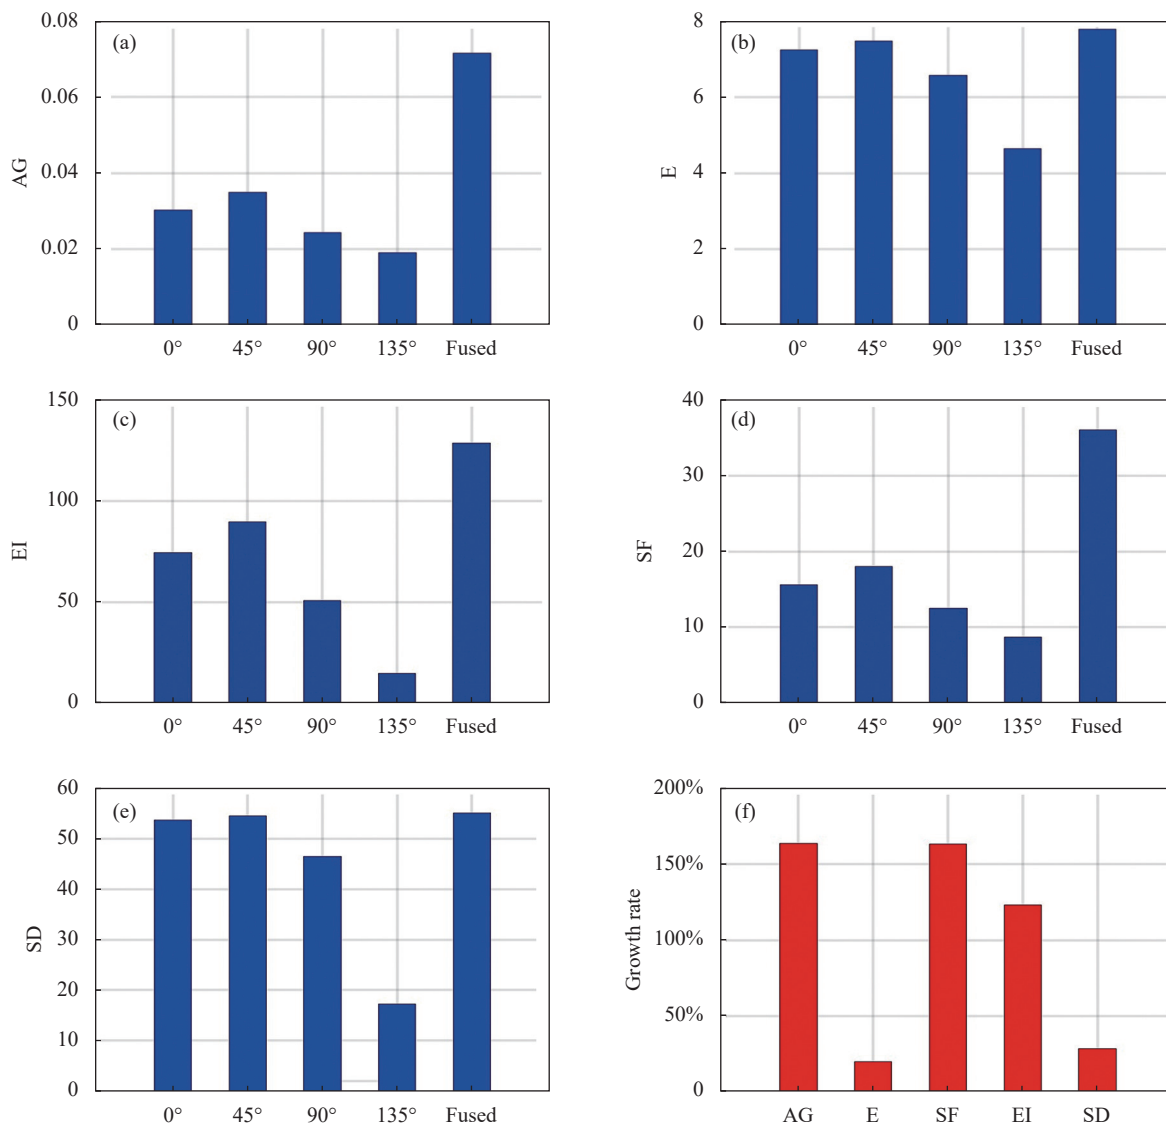 (a)
0.08
0.06
0.04
0.02
0
AG
0° 45° 90° 135° Fused
(b)
8
6
4
2
0
E
0° 45° 90° 135° Fused
(c)
150
100
50
0
EI
0° 45° 90° 135° Fused
(d)
40
30
20
10
0
SF
0° 45° 90° 135° Fused
(e)
60
50
40
30
20
10
0
SD
0° 45° 90° 135° Fused
(f)
200%
150%
100%
50%
0
Growth rate
AG E SF EI SD